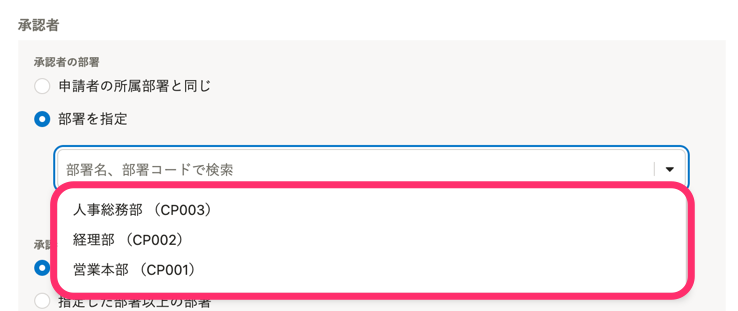 承認者
承認者の部署
申請者の所属部署と同じ
部署を指定
部署名、部署コードで検索
人事総務部 （CP003）
経理部 （CP002）
営業本部 （CP001）
承認
指定した部署以上の部署